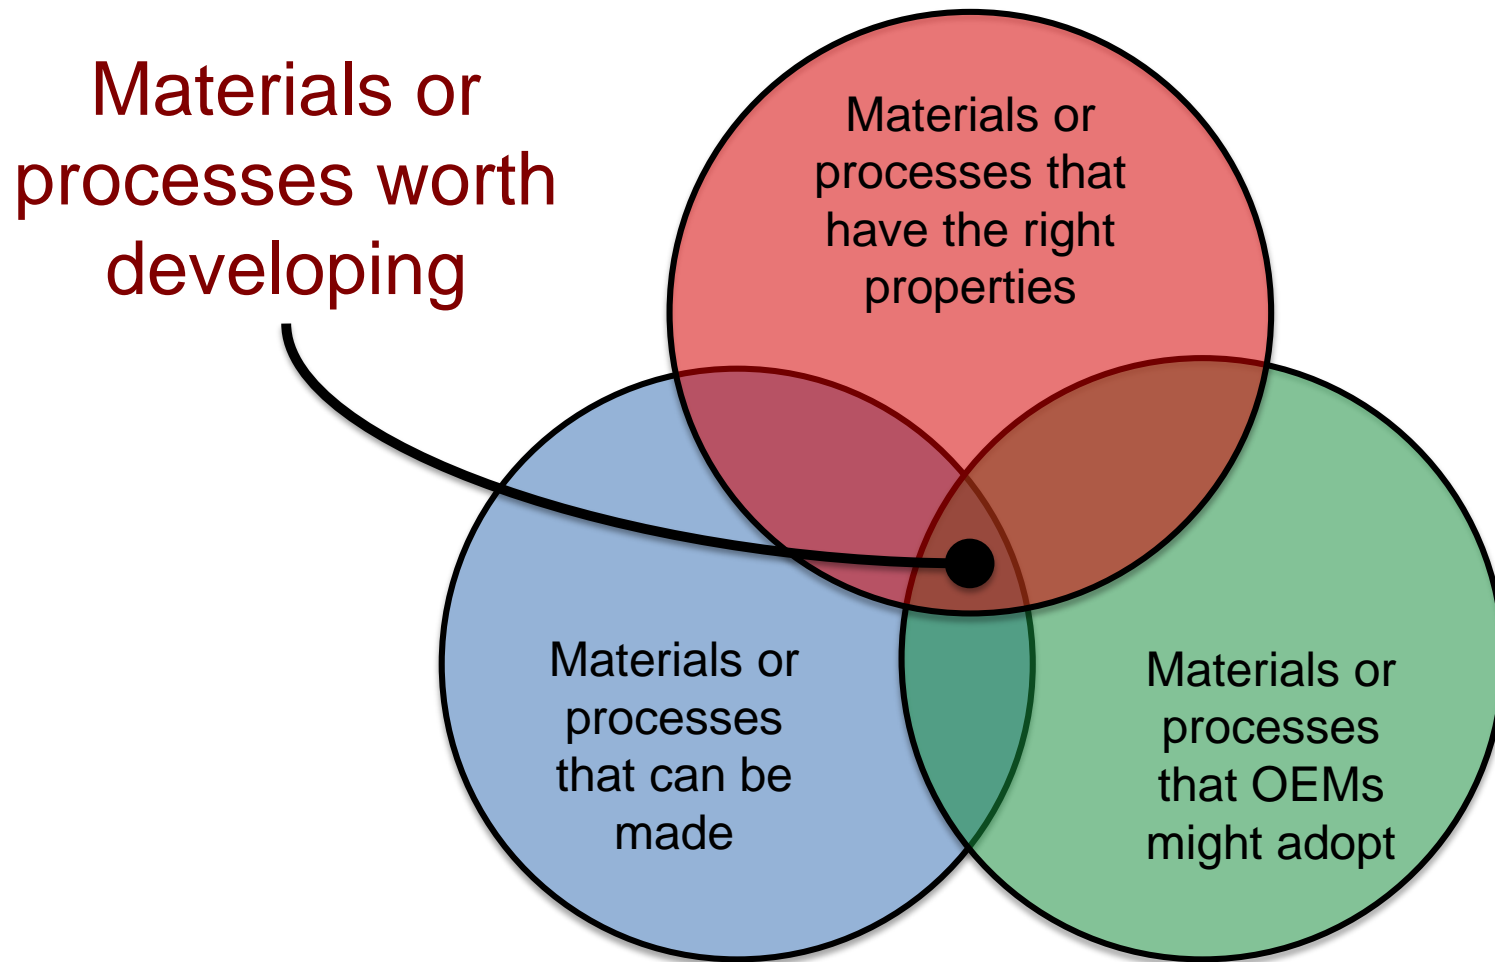 Materials or
processes worth
developing
Materials or
processes that
have the right
properties
Materials or
processes
that can be
made
Materials or
processes
that OEMs
might adopt